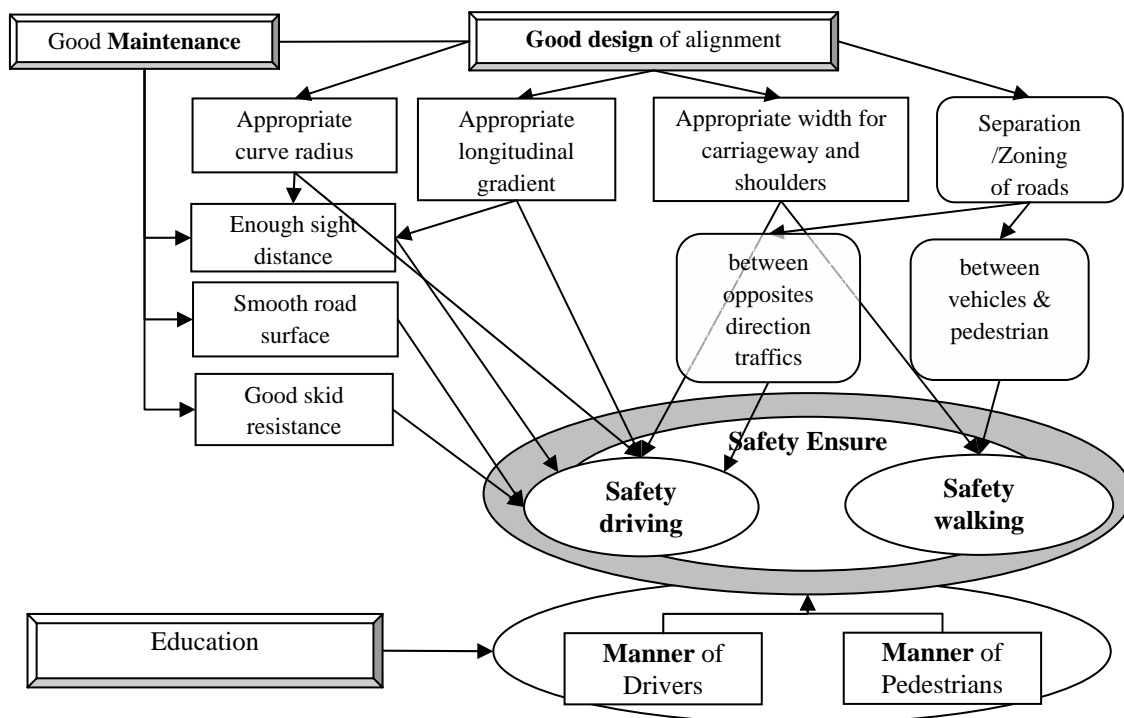 Good Maintenance
Good design of alignment
Appropriate
curve radius
Appropriate
longitudinal
gradient
Appropriate width for
carriageway and
shoulders
Separation
/Zoning
of roads
Enough sight
distance
between
opposites
direction
traffics
between
vehicles &
pedestrian
Smooth road
surface
Good skid
resistance
Safety Ensure
Safety
driving
Safety
walking
Education
Manner of
Drivers
Manner of
Pedestrians